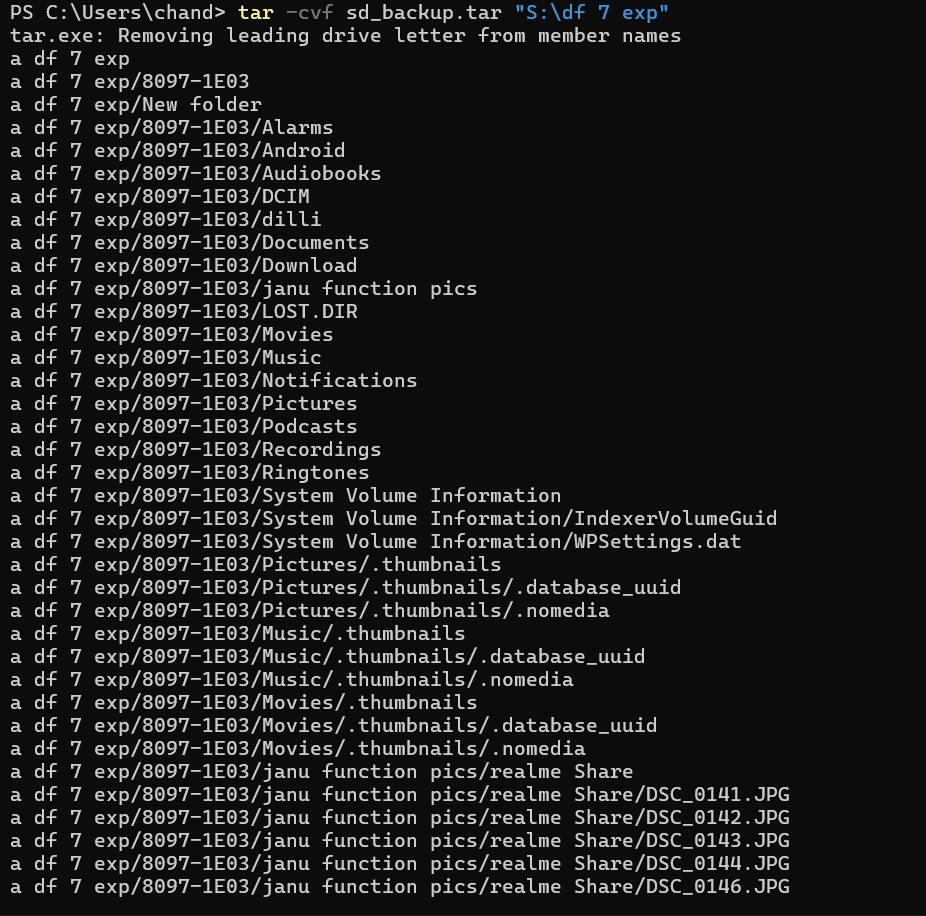 PS C:\Users\chand> tar -cvf sd_backup.tar "S:\df 7 exp"
tar.exe: Removing leading drive letter from member names
a df 7 exp
a df 7 exp/8097-1E03
a df 7 exp/New folder
a df 7 exp/8097-1E03/Alarms
a df 7 exp/8097-1E03/Android
a df 7 exp/8097-1E03/Audiobooks
a df 7 exp/8097-1E03/DCIM
a df 7 exp/8097-1E03/dilli
a df 7 exp/8097-1E03/Documents
a df 7 exp/8097-1E03/Download
a df 7 exp/8097-1E03/janu function pics
a df 7 exp/8097-1E03/LOST.DIR
a df 7 exp/8097-1E03/Movies
a df 7 exp/8097-1E03/Music
a df 7 exp/8097-1E03/Notifications
a df 7 exp/8097-1E03/Pictures
a df 7 exp/8097-1E03/Podcasts
a df 7 exp/8097-1E03/Recordings
a df 7 exp/8097-1E03/Ringtones
a df 7 exp/8097-1E03/System Volume Information
a df 7 exp/8097-1E03/System Volume Information/IndexerVolumeGuid
a df 7 exp/8097-1E03/System Volume Information/WPSettings.dat
a df 7 exp/8097-1E03/Pictures/.thumbnails
a df 7 exp/8097-1E03/Pictures/.thumbnails/.database_uuid
a df 7 exp/8097-1E03/Pictures/.thumbnails/.nomedia
a df 7 exp/8097-1E03/Music/.thumbnails
a df 7 exp/8097-1E03/Music/.thumbnails/.database_uuid
a df 7 exp/8097-1E03/Music/.thumbnails/.nomedia
a df 7 exp/8097-1E03/Movies/.thumbnails
a df 7 exp/8097-1E03/Movies/.thumbnails/.database_uuid
a df 7 exp/8097-1E03/Movies/.thumbnails/.nomedia
a df 7 exp/8097-1E03/janu function pics/realme Share
a df 7 exp/8097-1E03/janu function pics/realme Share/DSC_0141.JPG
a df 7 exp/8097-1E03/janu function pics/realme Share/DSC_0142.JPG
a df 7 exp/8097-1E03/janu function pics/realme Share/DSC_0143.JPG
a df 7 exp/8097-1E03/janu function pics/realme Share/DSC_0144.JPG
a df 7 exp/8097-1E03/janu function pics/realme Share/DSC_0146.JPG